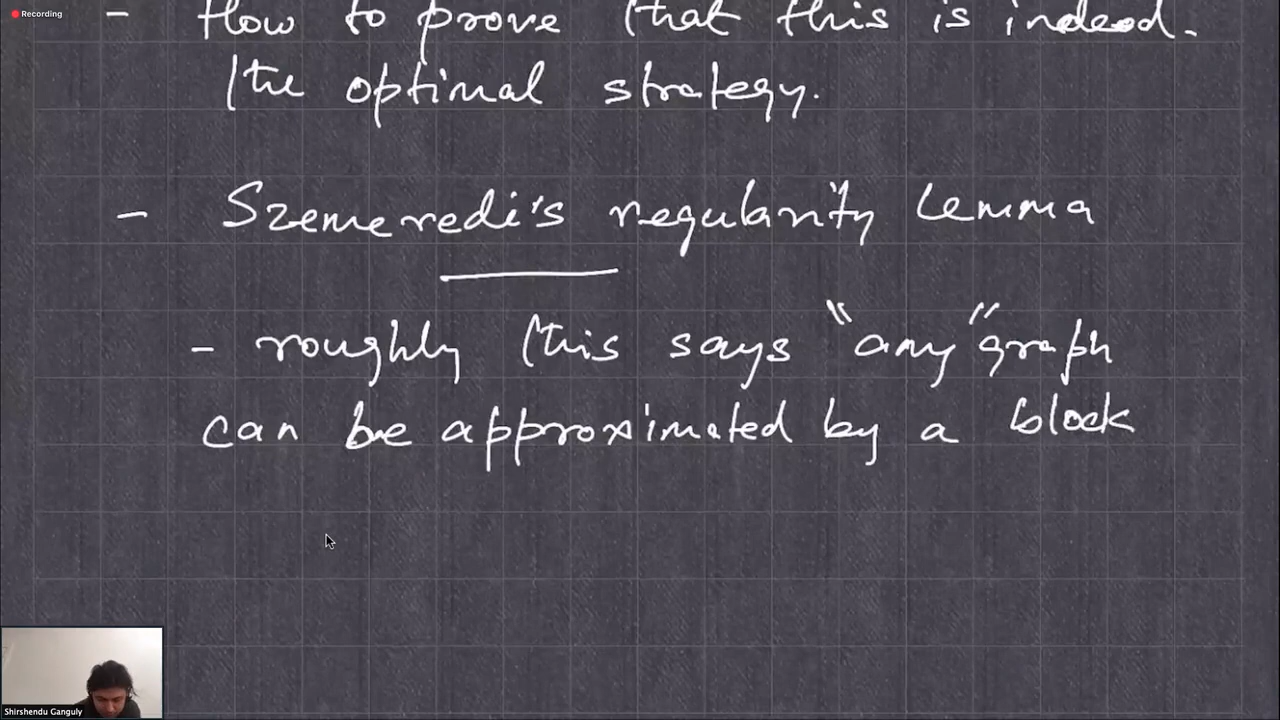 Recording
- How to prove that this is indeed.
the optimal strategy.
- Szemeredi's regularity Lemma
- roughly this says "any" graph
can be approximated by a block
Shirshendu Ganguly